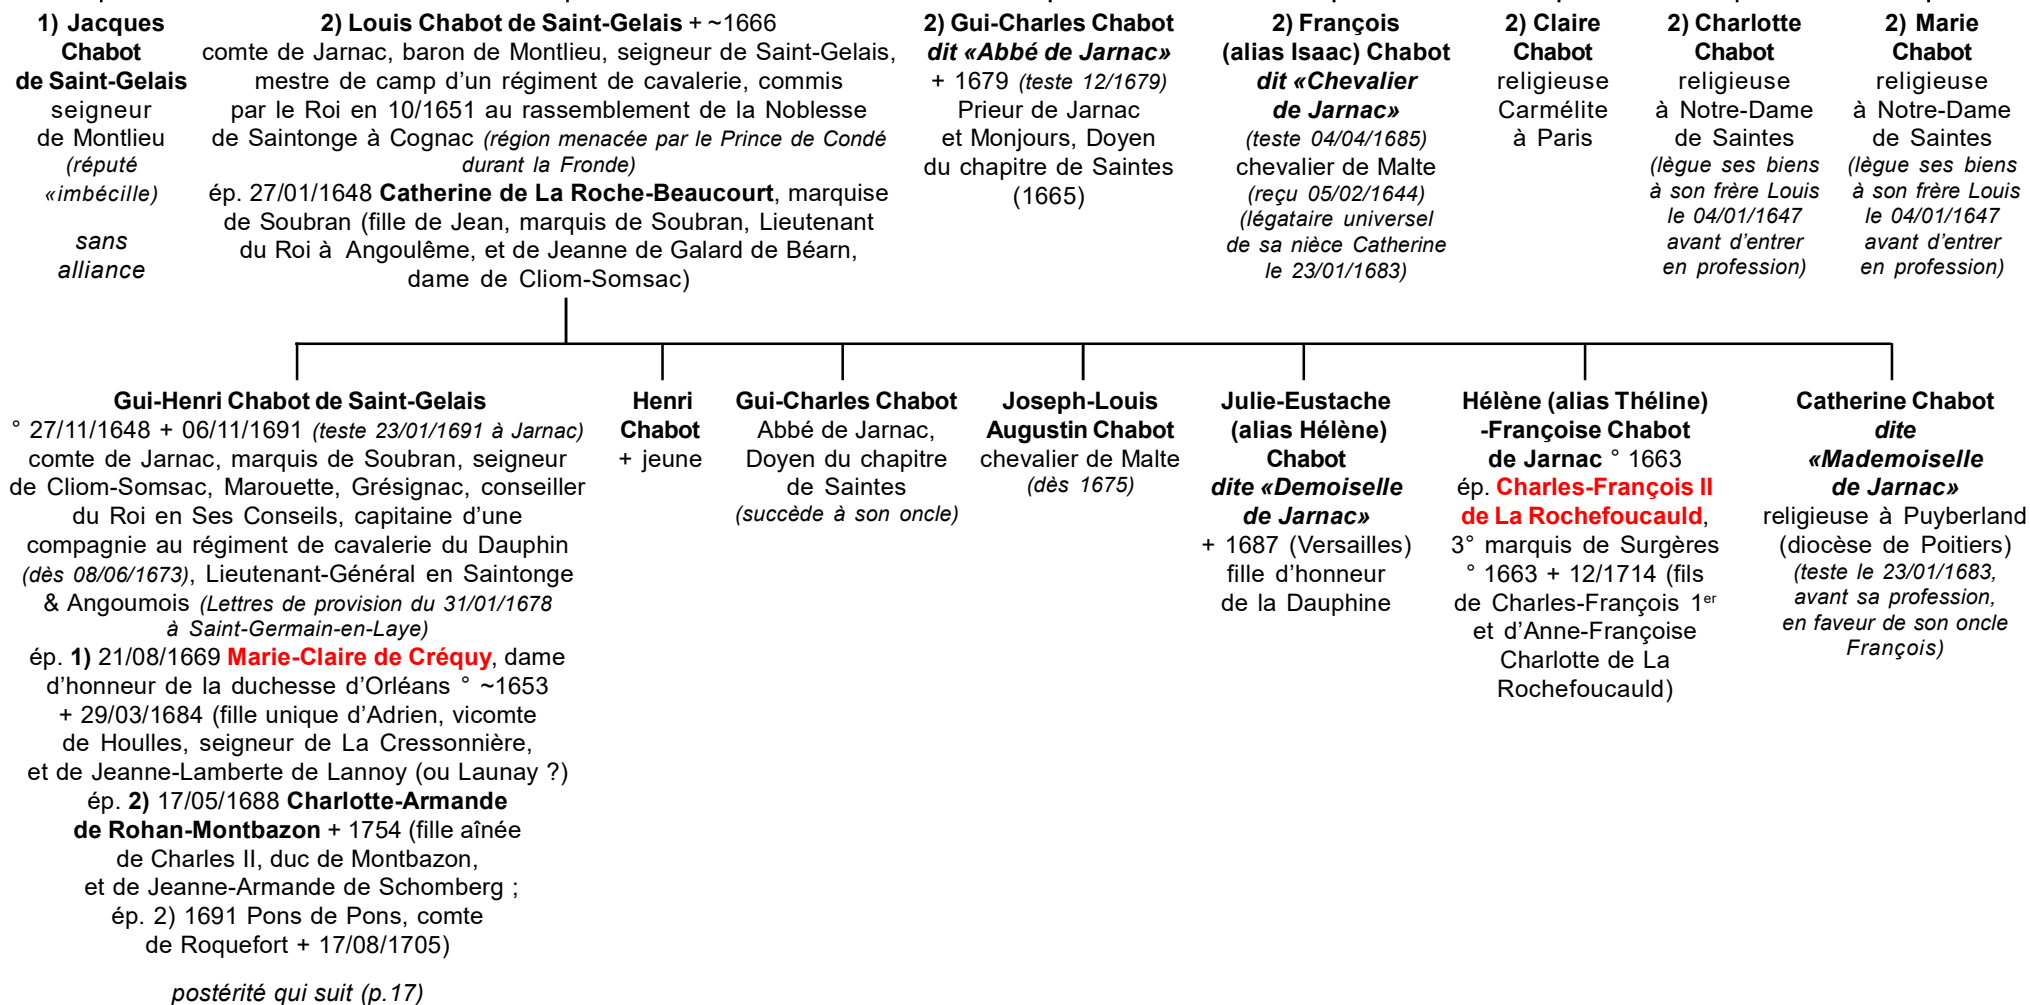 1) Jacques
Chabot
de Saint-Gelais
seigneur
de Montlieu
(réputé
«imbécille)
sans
alliance
2) Louis Chabot de Saint-Gelais + ~1666
comte de Jarnac, baron de Montlieu, seigneur de Saint-Gelais,
mestre de camp d’un régiment de cavalerie, commis
par le Roi en 10/1651 au rassemblement de la Noblesse
de Saintonge à Cognac (région menacée par le Prince de Condé
durant la Fronde)
ép. 27/01/1648 Catherine de La Roche-Beaucourt, marquise
de Soubran (fille de Jean, marquis de Soubran, Lieutenant
du Roi à Angoulême, et de Jeanne de Galard de Béarn,
dame de Cliom-Somsac)
2) Gui-Charles Chabot
dit «Abbé de Jarnac»
+ 1679 (teste 12/1679)
Prieur de Jarnac
et Monjours, Doyen
du chapitre de Saintes
(1665)
2) François
(alias Isaac) Chabot
dit «Chevalier
de Jarnac»
(teste 04/04/1685)
chevalier de Malte
(reçu 05/02/1644)
(légataire universel
de sa nièce Catherine
le 23/01/1683)
2) Claire
Chabot
religieuse
Carmélite
à Paris
2) Charlotte
Chabot
religieuse
à Notre-Dame
de Saintes
(lègue ses biens
à son frère Louis
le 04/01/1647
avant d’entrer
en profession)
2) Marie
Chabot
religieuse
à Notre-Dame
de Saintes
(lègue ses biens
à son frère Louis
le 04/01/1647
avant d’entrer
en profession)
Gui-Henri Chabot de Saint-Gelais
° 27/11/1648 + 06/11/1691 (teste 23/01/1691 à Jarnac)
comte de Jarnac, marquis de Soubran, seigneur
de Cliom-Somsac, Marouette, Grésignac, conseiller
du Roi en Ses Conseils, capitaine d’une
compagnie au régiment de cavalerie du Dauphin
(dès 08/06/1673), Lieutenant-Général en Saintonge
& Angoumois (Lettres de provision du 31/01/1678
à Saint-Germain-en-Laye)
ép. 1) 21/08/1669 Marie-Claire de Créquy, dame
d’honneur de la duchesse d’Orléans ° ~1653
+ 29/03/1684 (fille unique d’Adrien, vicomte
de Houlles, seigneur de La Cressonnière,
et de Jeanne-Lamberte de Lannoy (ou Launay ?)
ép. 2) 17/05/1688 Charlotte-Armande
de Rohan-Montbazon + 1754 (fille aînée
de Charles II, duc de Montbazon,
et de Jeanne-Armande de Schomberg ;
ép. 2) 1691 Pons de Pons, comte
de Roquefort + 17/08/1705)
postérité qui suit (p.17)
Henri
Chabot
+ jeune
Gui-Charles Chabot
Abbé de Jarnac,
Doyen du chapitre
de Saintes
(succède à son oncle)
Joseph-Louis
Augustin Chabot
chevalier de Malte
(dès 1675)
Julie-Eustache
(alias Hélène)
Chabot
dite «Demoiselle
de Jarnac»
+ 1687 (Versailles)
fille d’honneur
de la Dauphine
Hélène (alias Théline)
-Françoise Chabot
de Jarnac ° 1663
ép. Charles-François II
de La Rochefoucauld,
3° marquis de Surgères
° 1663 + 12/1714 (fils
de Charles-François 1er
et d’Anne-Françoise
Charlotte de La
Rochefoucauld)
Catherine Chabot
dite
«Mademoiselle
de Jarnac»
religieuse à Puyberland
(diocèse de Poitiers)
(teste le 23/01/1683,
avant sa profession,
en faveur de son oncle
François)